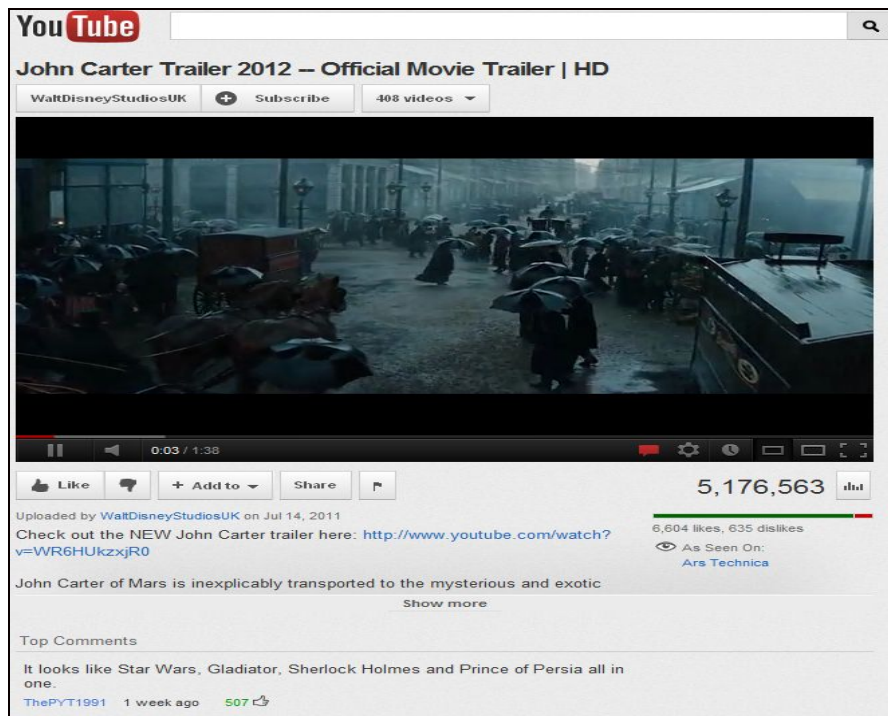 YouTube
John Carter Trailer 2012 -- Official Movie Trailer | HD
WaltDisneyStudiosUK Subscribe 408 videos
0:03 / 1:38
Like + Add to Share 5,176,563
Uploaded by WaltDisneyStudiosUK on Jul 14, 2011
6,604 likes, 635 dislikes
Check out the NEW John Carter trailer here: http://www.youtube.com/watch?
v=WR6HUkzxjR0
As Seen On:
Ars Technica
John Carter of Mars is inexplicably transported to the mysterious and exotic
Show more
Top Comments
It looks like Star Wars, Gladiator, Sherlock Holmes and Prince of Persia all in
one.
ThePYT1991 1 week ago 507